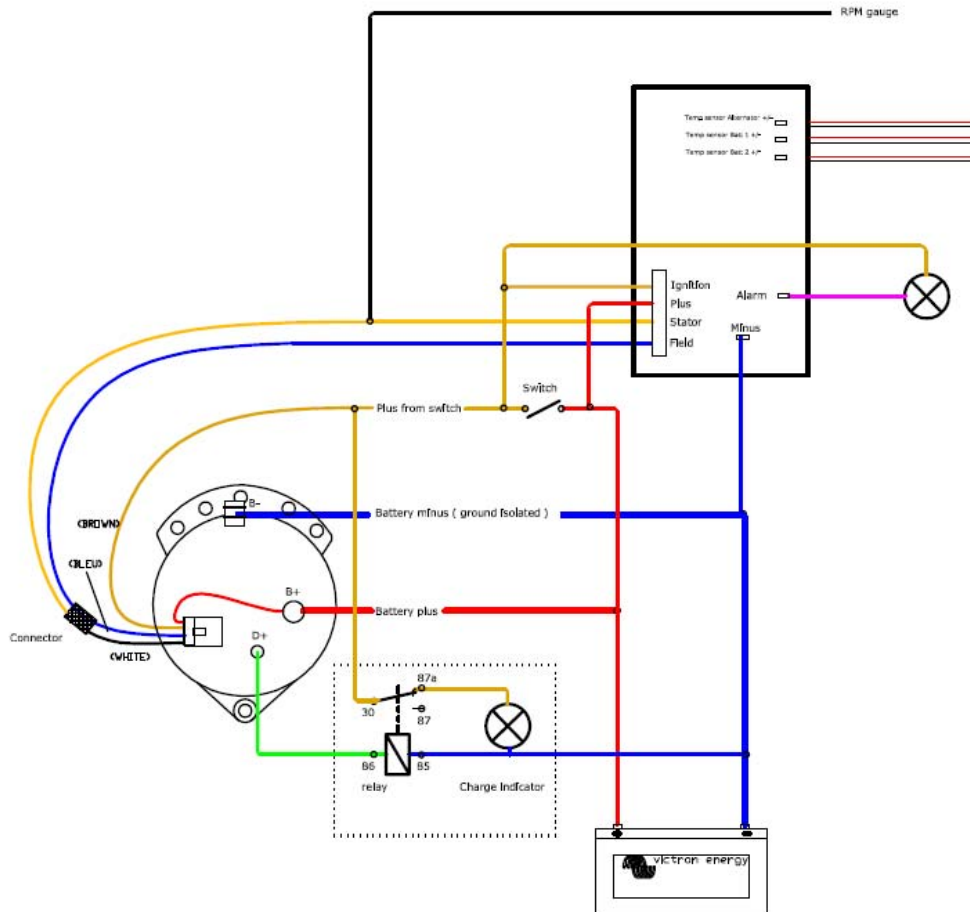 RPM gauge
Temp sensor Alternator +/-
Temp sensor Bat 1 +/-
Temp sensor Bat 2 +/-
Ignition
Plus
Alarm
Stator
Minus
Field
Switch
Plus from switch
B-
Battery minus ( ground isolated )
(BROWN)
(BLEU)
B+
Battery plus
Connector
D+
(WHITE)
87a
30
87
86
85
relay
Charge indicator
victron energy